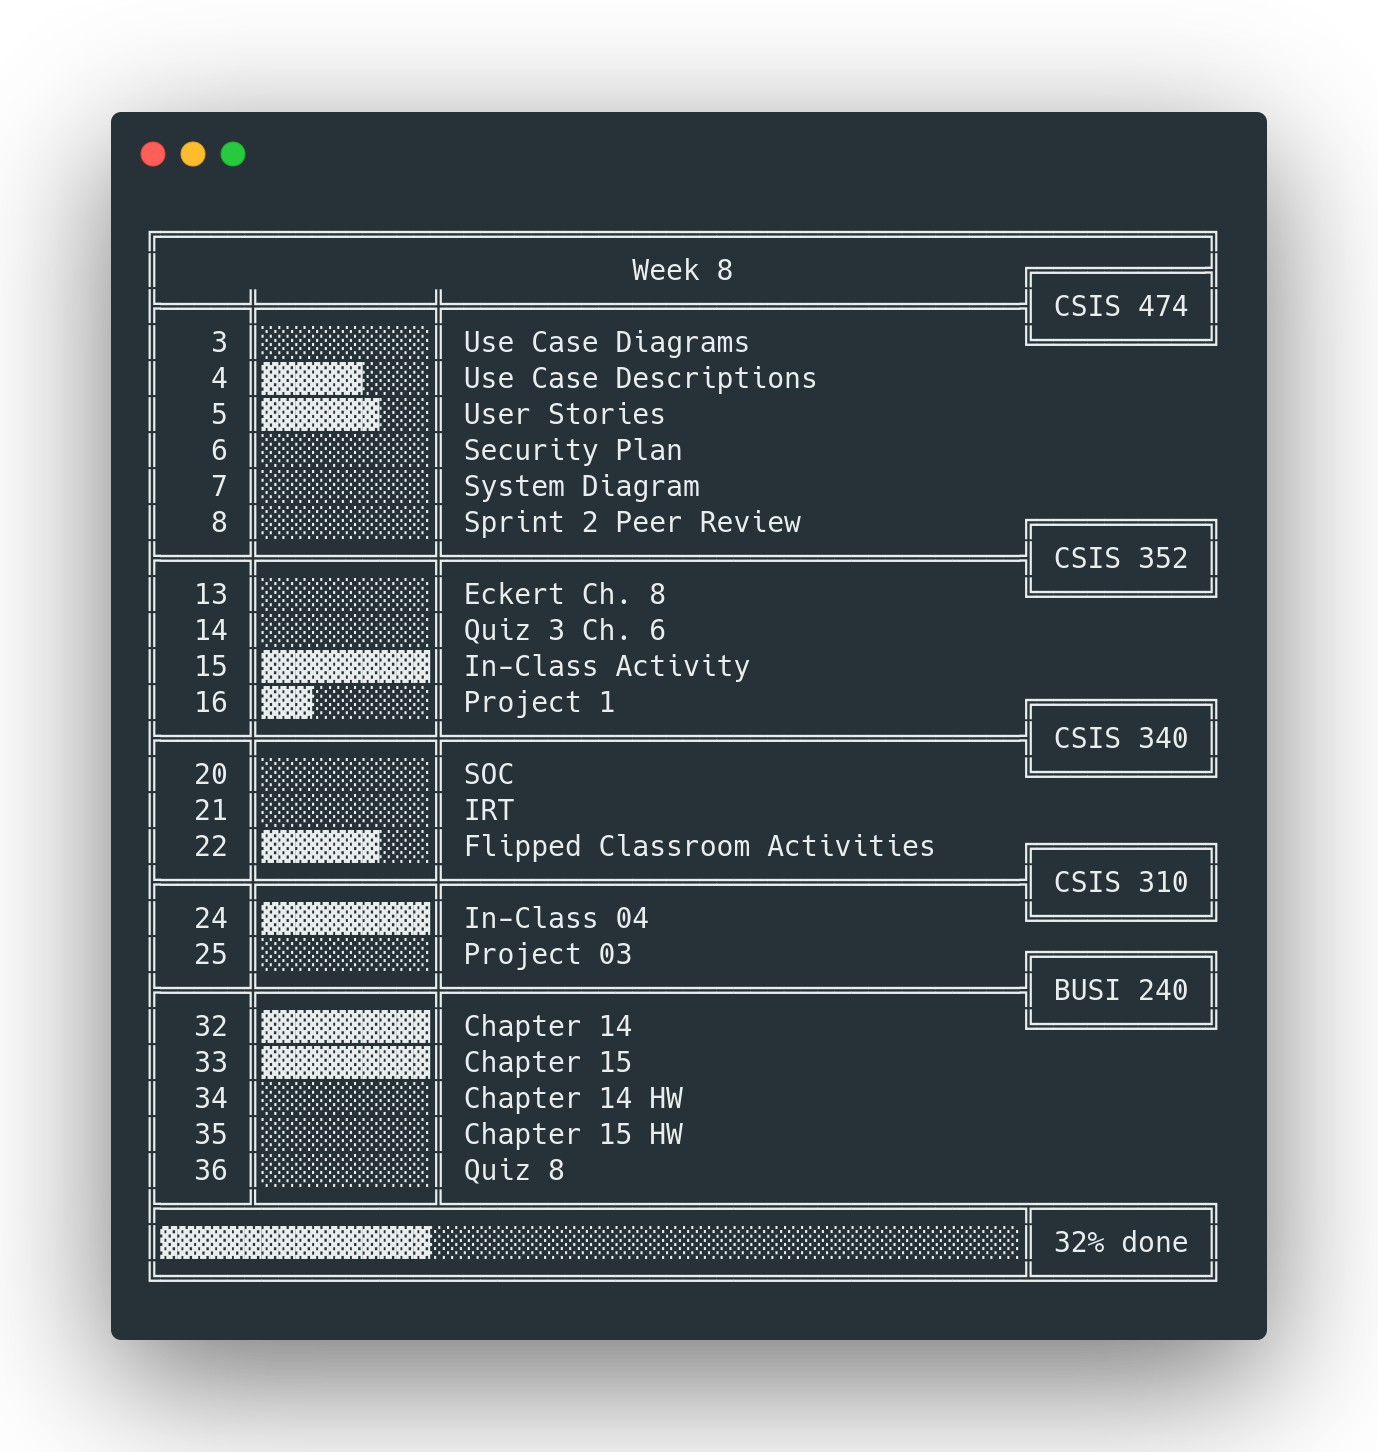 Week 8
CSIS 474
3 Use Case Diagrams
4 Use Case Descriptions
5 User Stories
6 Security Plan
7 System Diagram
8 Sprint 2 Peer Review
CSIS 352
13 Eckert Ch. 8
14 Quiz 3 Ch. 6
15 In-Class Activity
16 Project 1
CSIS 340
20 SOC
21 IRT
22 Flipped Classroom Activities
CSIS 310
24 In-Class 04
25 Project 03
BUSI 240
32 Chapter 14
33 Chapter 15
34 Chapter 14 HW
35 Chapter 15 HW
36 Quiz 8
32% done